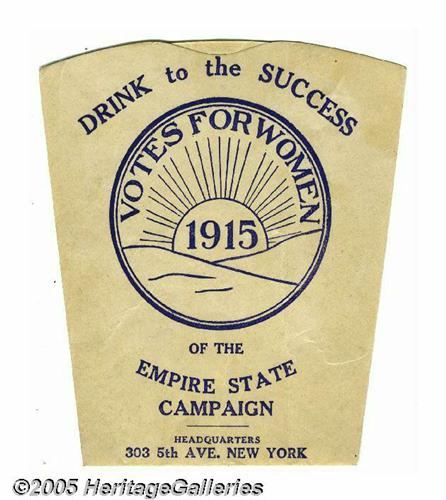 DRINK to the SUCCESS
VOTES FOR WOMEN
1915
OF THE
EMPIRE STATE
CAMPAIGN
HEADQUARTERS
303 5th AVE. NEW YORK
©2005 HeritageGalleries